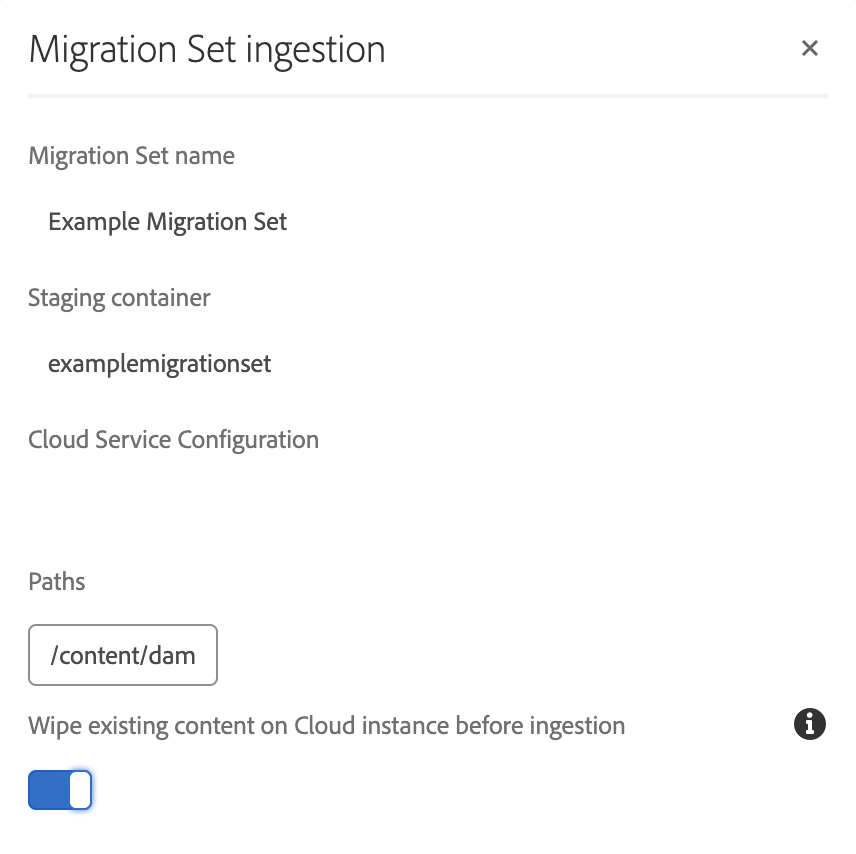 Migration Set ingestion
Migration Set name
Example Migration Set
Staging container
examplemigrationset
Cloud Service Configuration
Paths
/content/dam
Wipe existing content on Cloud instance before ingestion